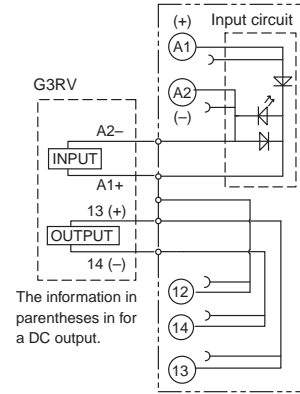 (+)
Input circuit
A1
G3RV
A2
(–)
A2–
INPUT
A1+
13 (+)
OUTPUT
14 (–)
The information in
parentheses in for
a DC output.
12
14
13